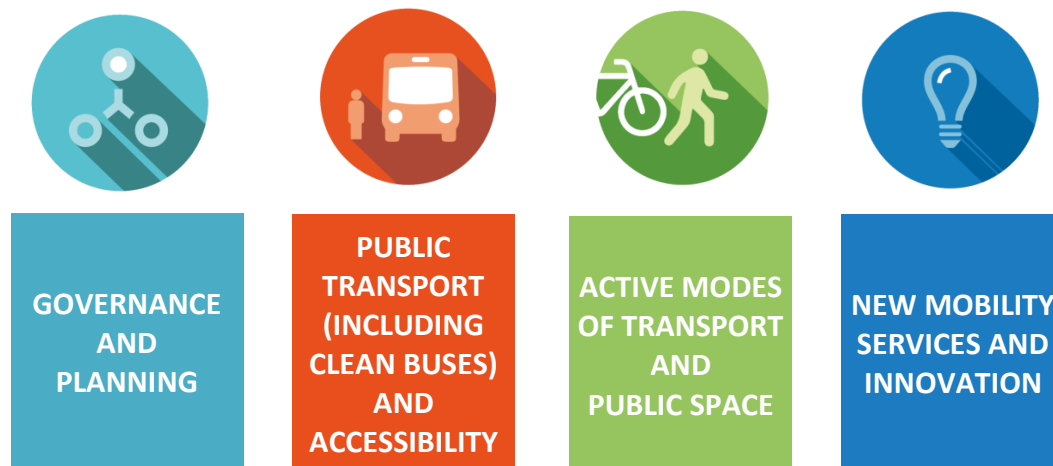 GOVERNANCE
AND
PLANNING
PUBLIC
TRANSPORT
(INCLUDING
CLEAN BUSES)
AND
ACCESSIBILITY
ACTIVE MODES
OF TRANSPORT
AND
PUBLIC SPACE
NEW MOBILITY
SERVICES AND
INNOVATION